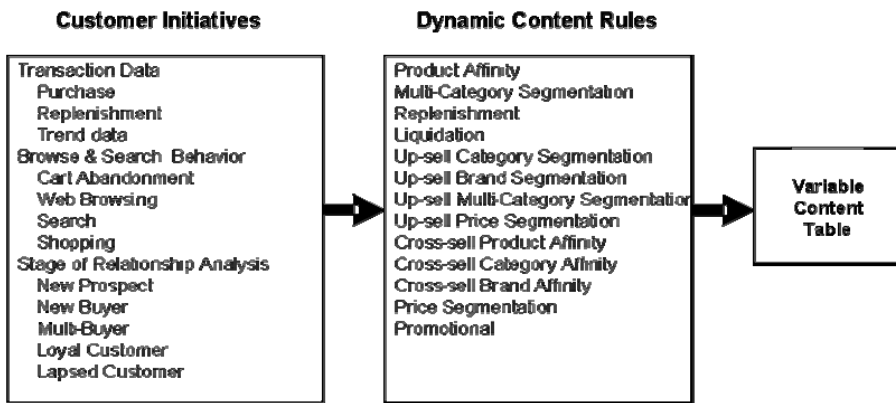 Customer Initiatives
Transaction Data
Purchase
Replenishment
Trend data
Browse & Search Behavior
Cart Abandonment
Web Browsing
Search
Shopping
Stage of Relationship Analysis
New Prospect
New Buyer
Multi-Buyer
Loyal Customer
Lapsed Customer
Dynamic Content Rules
Product Affinity
Multi-Category Segmentation
Replenishment
Liquidation
Up-sell Category Segmentation
Up-sell Brand Segmentation
Up-sell Multi-Category Segmentation
Up-sell Price Segmentation
Cross-sell Product Affinity
Cross-sell Category Affinity
Cross-sell Brand Affinity
Price Segmentation
Promotional
Variable
Content
Table